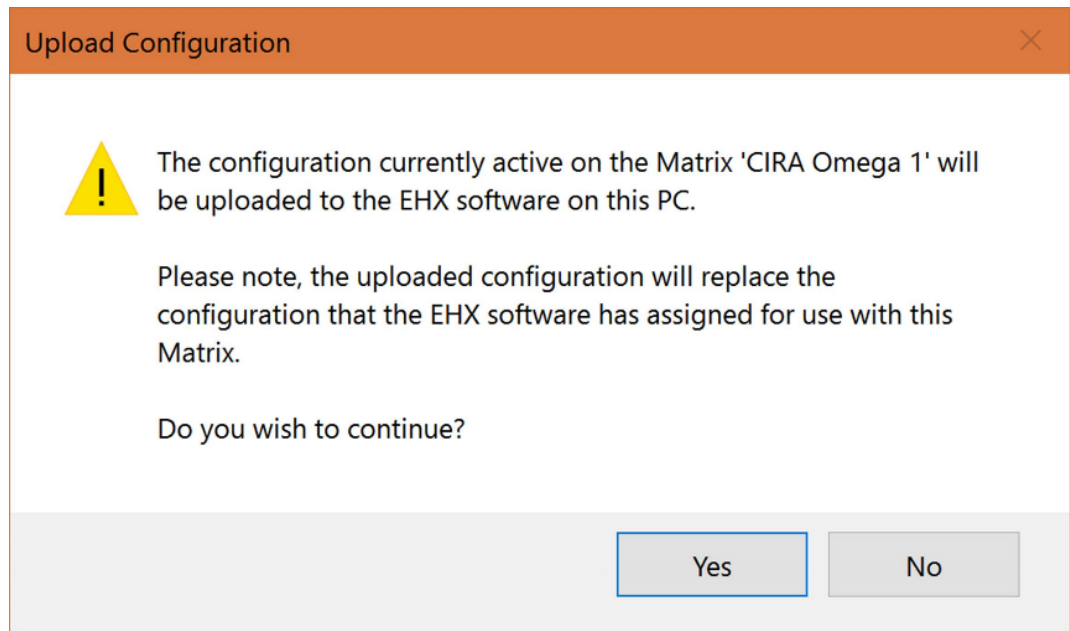 Upload Configuration
The configuration currently active on the Matrix 'CIRA Omega 1' will
be uploaded to the EHX software on this PC.
Please note, the uploaded configuration will replace the
configuration that the EHX software has assigned for use with this
Matrix.
Do you wish to continue?
Yes
No